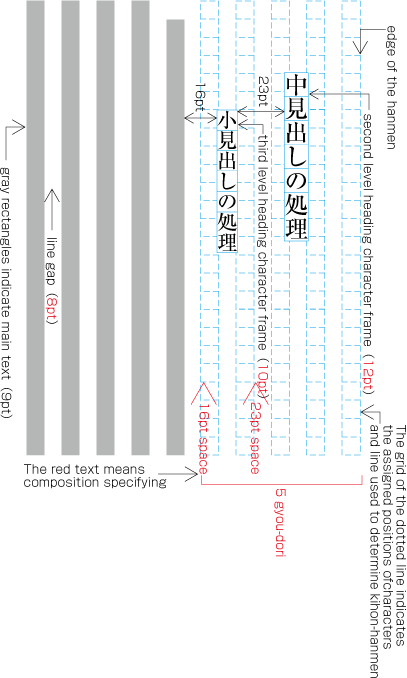 edge of the hanmen
second level heading character frame (12pt)
The grid of the dotted line indicates
the assigned positions ofcharacters
and line used to determine kihon-hanmen
中見出しの処理
23pt
third level heading character frame (10pt)
小見出しの処理
16pt
23pt space
16pt space
5 gyou-dori
The red text means
composition specifying
line gap (8pt)
gray rectangles indicate main text (9pt)